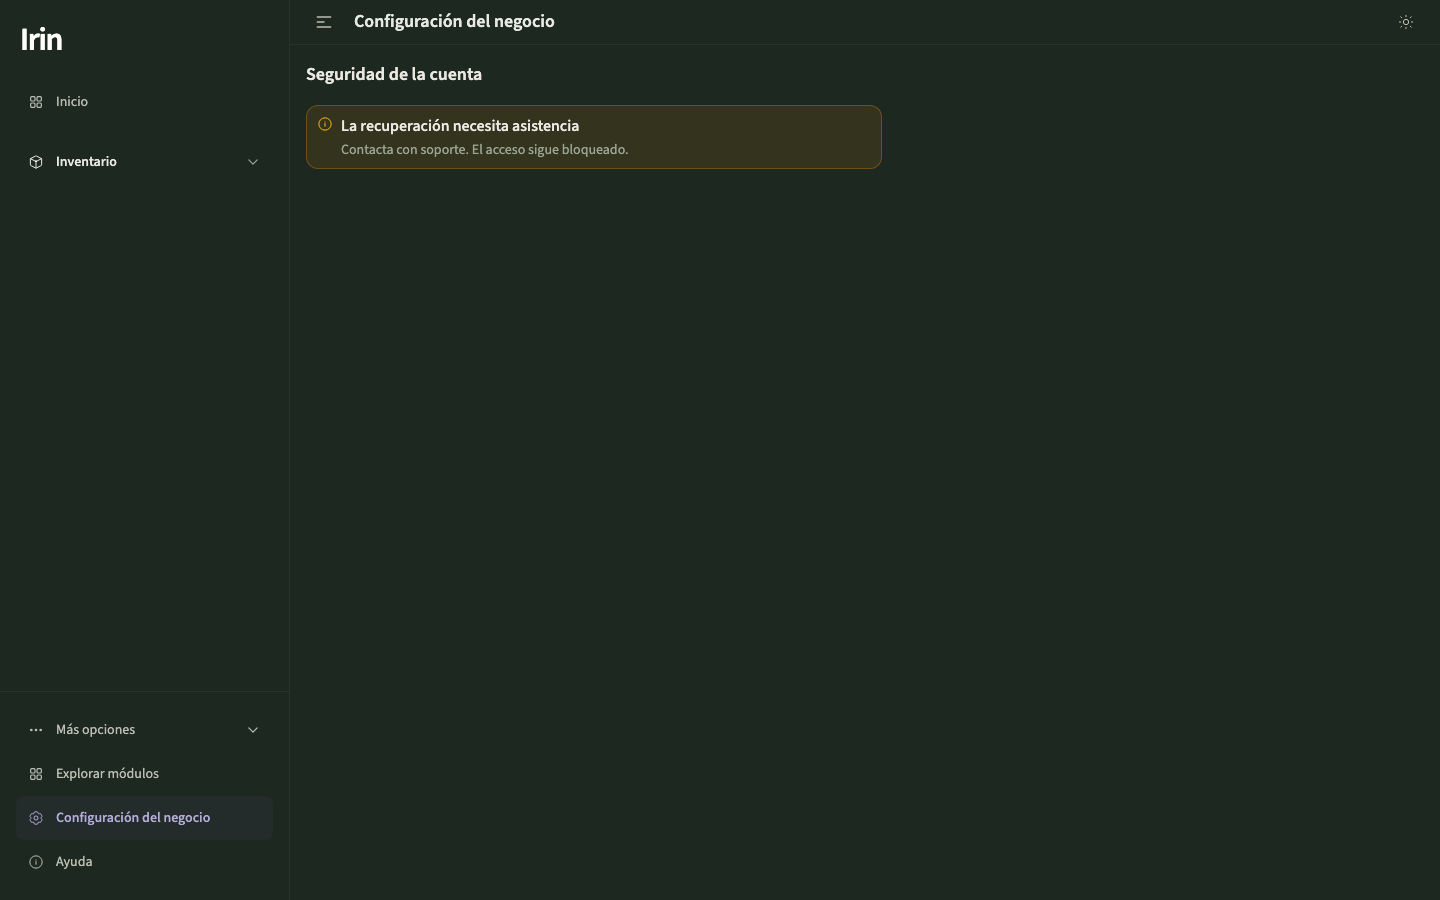 Irin
Inicio
Inventario
Más opciones
Explorar módulos
Configuración del negocio
Ayuda
Configuración del negocio
Seguridad de la cuenta
La recuperación necesita asistencia
Contacta con soporte. El acceso sigue bloqueado.